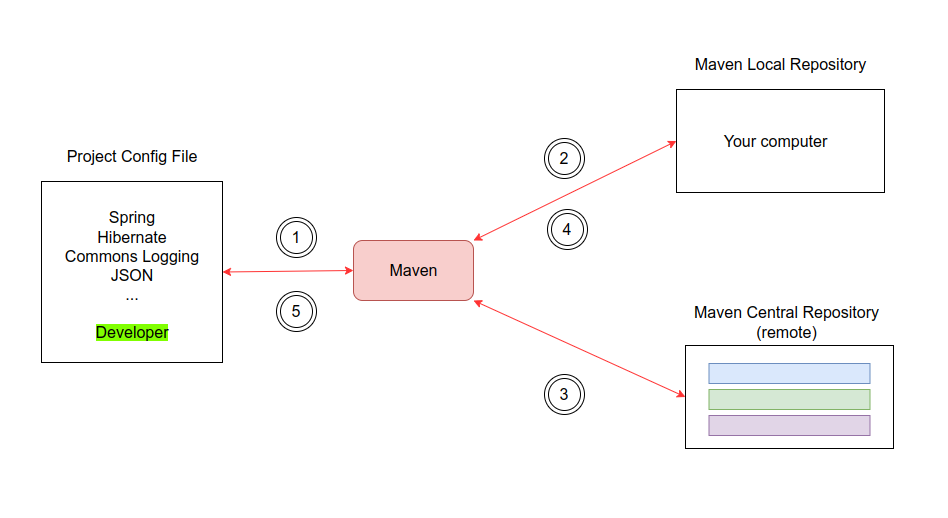 Maven Local Repository
Your computer
Project Config File
Spring
Hibernate
Commons Logging
JSON
...
Developer
1
5
Maven
2
4
3
Maven Central Repository
(remote)